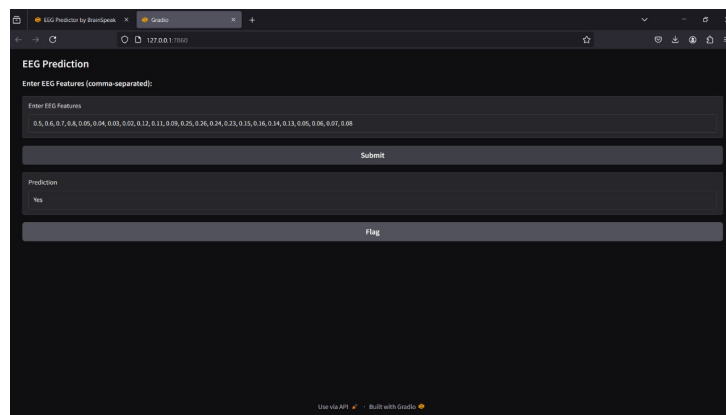 EEG Predictor by BrainSpeak
Gradio
127.0.0.1:7860
EEG Prediction
Enter EEG Features (comma-separated):
Enter EEG Features
0.5, 0.6, 0.7, 0.8, 0.05, 0.04, 0.03, 0.02, 0.12, 0.11, 0.09, 0.25, 0.26, 0.24, 0.23, 0.15, 0.16, 0.14, 0.13, 0.05, 0.06, 0.07, 0.08
Submit
Prediction
Yes
Flag
Use via API · Built with Gradio